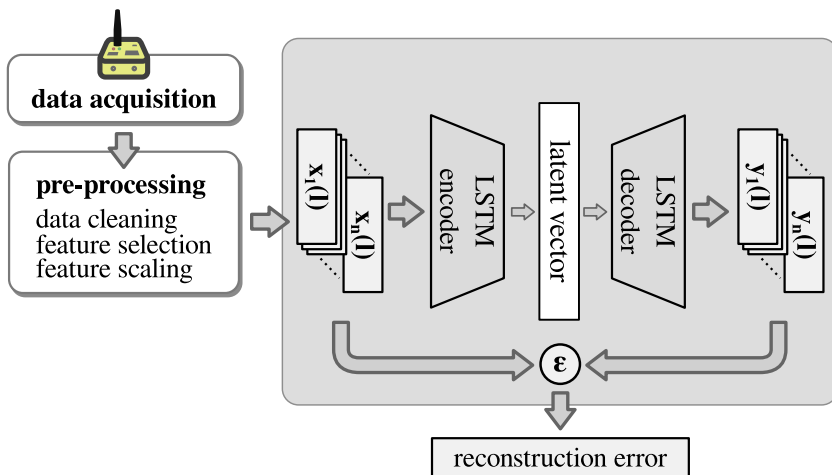 data acquisition
pre-processing
data cleaning
feature selection
feature scaling
x₁(l)
xₙ(l)
LSTM
encoder
latent vector
LSTM
decoder
y₁(l)
yₙ(l)
ε
reconstruction error